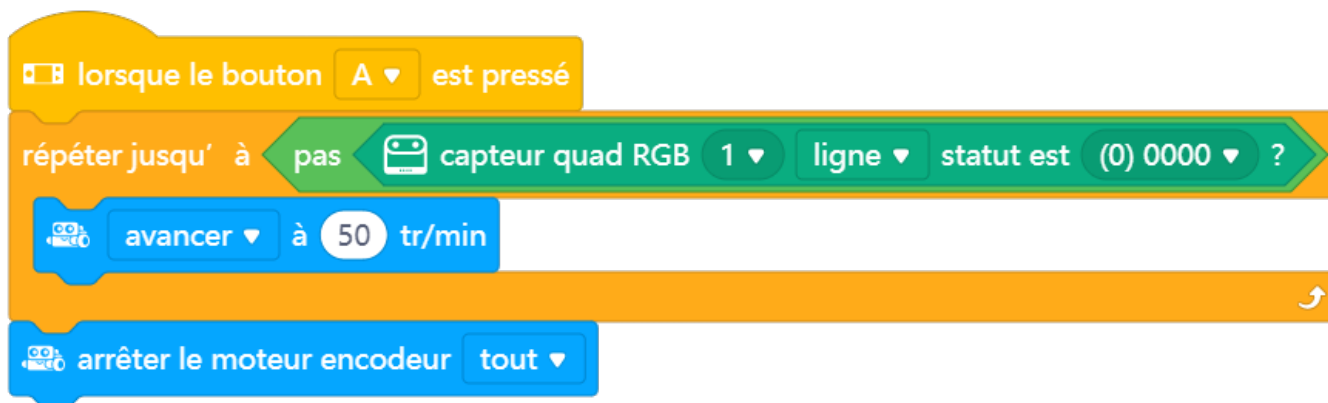 lorsque le bouton A est pressé
répéter jusqu' à pas capteur quad RGB 1 ligne statut est (0) 0000 ?
avancer à 50 tr/min
arrêter le moteur encodeur tout